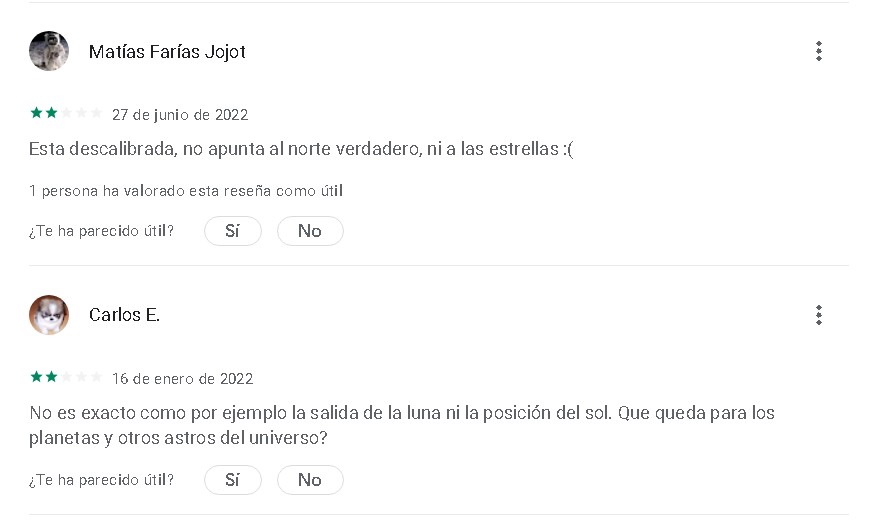 Matías Farías Jojot
27 de junio de 2022
Esta descalibrada, no apunta al norte verdadero, ni a las estrellas :(
1 persona ha valorado esta reseña como útil
¿Te ha parecido útil? Sí No
Carlos E.
16 de enero de 2022
No es exacto como por ejemplo la salida de la luna ni la posición del sol. Que queda para los
planetas y otros astros del universo?
¿Te ha parecido útil? Sí No